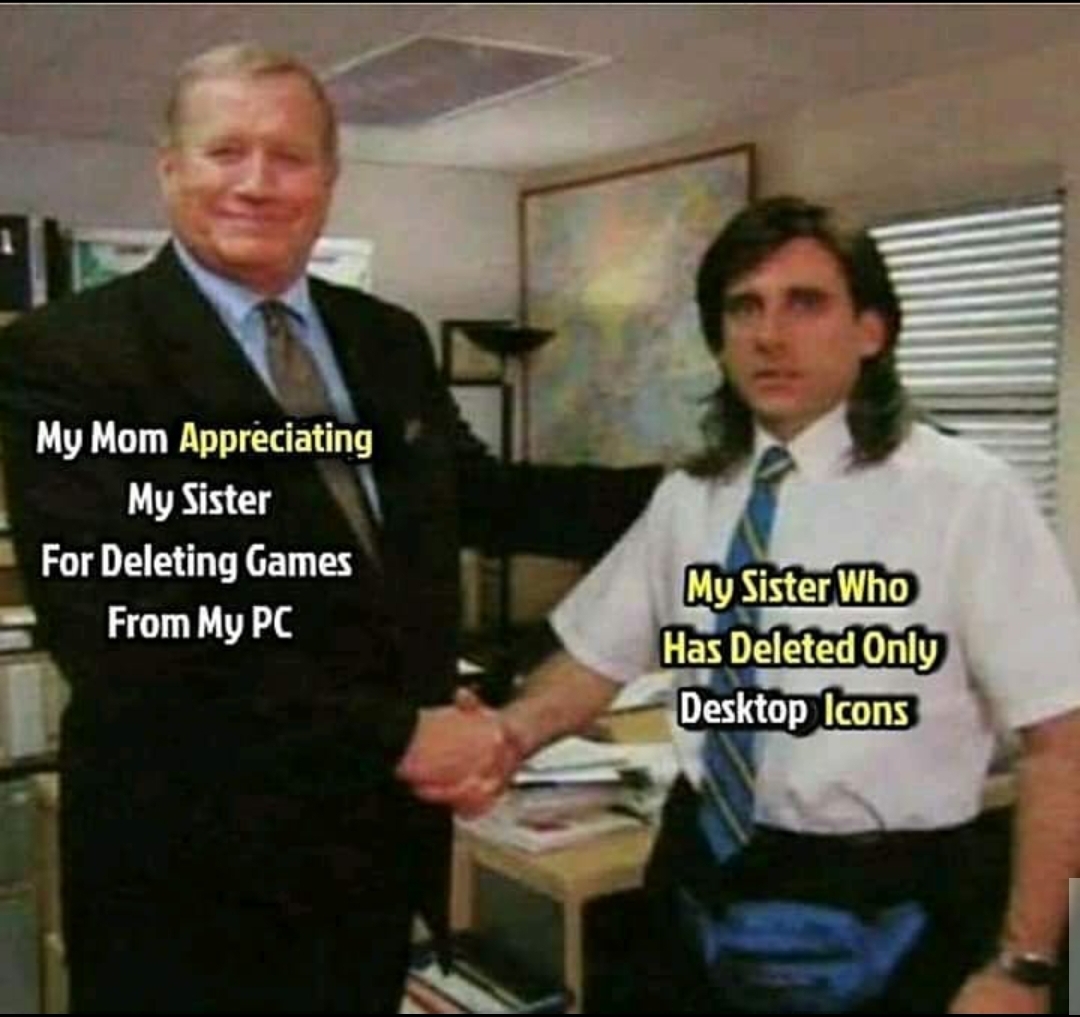 My Mom Appreciating
My Sister
For Deleting Games
From My PC
My Sister Who
Has Deleted Only
Desktop Icons